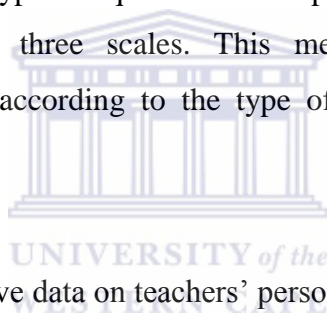 three scales. This me
according to the type of
UNIVERSITY of the
ve data on teachers' perso
WESTERN CAPE